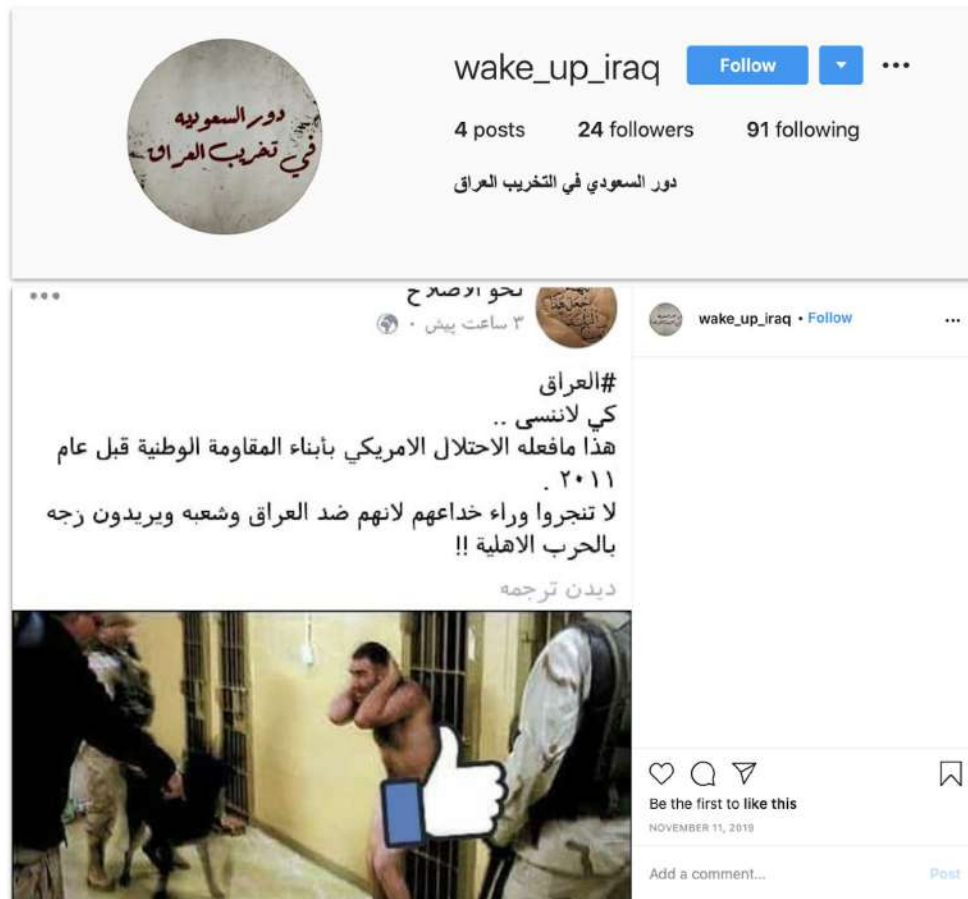 دور السعوديه
في تخريب العراق
wake_up_iraq
Follow
4 posts 24 followers 91 following
دور السعودي في التخريب العراق
نحو الاصلاح
٣ ساعت پیش
#العراق
كي لاننسى ..
هذا مافعله الاحتلال الامريكي بأبناء المقاومة الوطنية قبل عام
٢٠١١ .
لا تنجروا وراء خداعهم لانهم ضد العراق وشعبه ويريدون زجه
بالحرب الاهلية !!
دیدن ترجمه
wake_up_iraq • Follow
Be the first to like this
NOVEMBER 11, 2019
Add a comment... Post